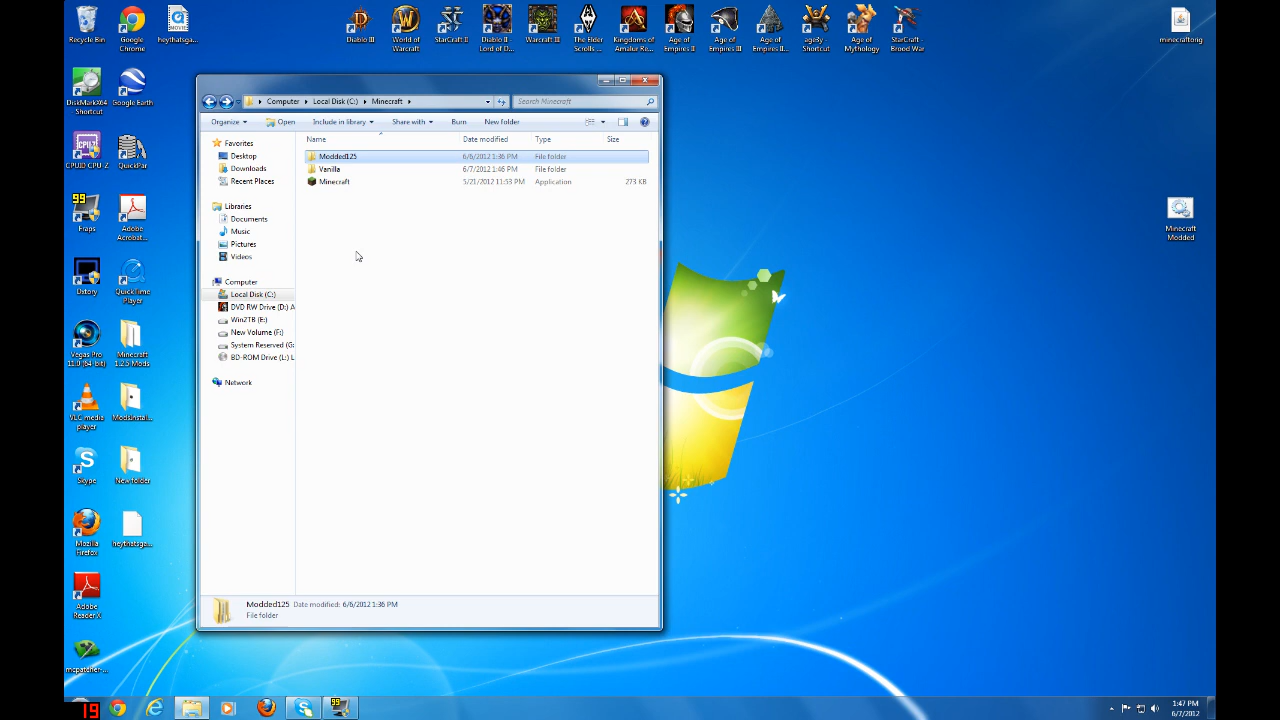 Recycle Bin
Google Chrome
heythatsga...
Diablo III
World of Warcraft
StarCraft II
Diablo II Lord of D...
Warcraft III
The Elder Scrolls ...
Kingdoms of Amalur Re...
Age of Empires II
Age of Empires III
Age of Empires II...
age3y - Shortcut
Age of Mythology
StarCraft - Brood War
minecraftong
DiskMarkX64 Shortcut
Google Earth
CPUID CPU-Z
QuickPar
99
Fraps
Adobe Acrobat...
Dxtory
QuickTime Player
Vegas Pro 11.0 (64-bit)
Minecraft 1.2.5 Mods
VLC media player
ModsInstal...
Skype
New folder
Mozilla Firefox
heythatsga...
Adobe Reader X
mcpatcher-...
Minecraft Modded
Computer
Local Disk (C:)
Minecraft
Search Minecraft
Organize
Open
Include in library
Share with
Burn
New folder
Name
Date modified
Type
Size
Modded125 6/6/2012 1:36 PM File folder
Vanilla 6/7/2012 1:46 PM File folder
Minecraft 5/21/2012 11:53 PM Application 273 KB
Favorites
Desktop
Downloads
Recent Places
Libraries
Documents
Music
Pictures
Videos
Computer
Local Disk (C:)
DVD RW Drive (D:) A
Win2TB (E:)
New Volume (F:)
System Reserved (G:
BD-ROM Drive (L:) L
Network
Modded125 Date modified: 6/6/2012 1:36 PM
File folder
19
99
1:47 PM
6/7/2012